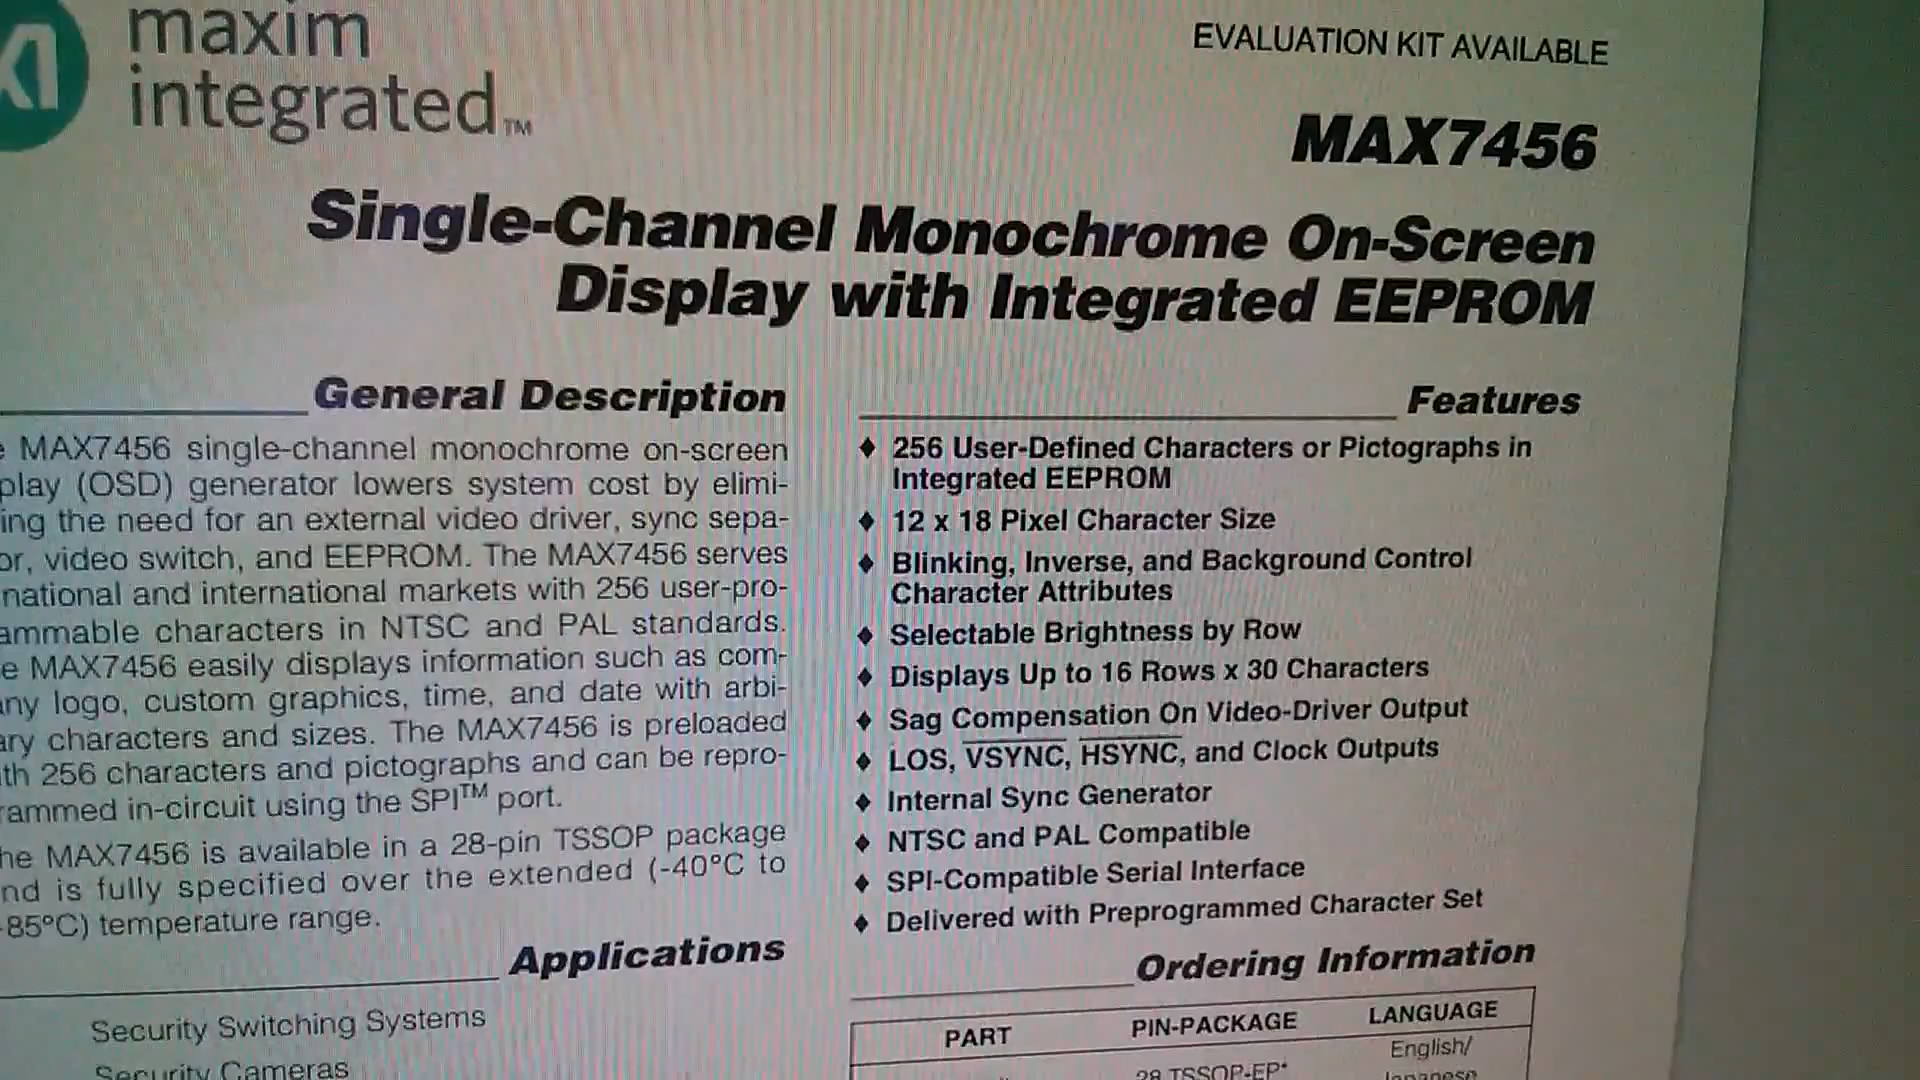 maxim
integrated™
EVALUATION KIT AVAILABLE
MAX7456
Single-Channel Monochrome On-Screen
Display with Integrated EEPROM
General Description
MAX7456 single-channel monochrome on-screen
play (OSD) generator lowers system cost by elimi-
ing the need for an external video driver, sync sepa-
or, video switch, and EEPROM. The MAX7456 serves
national and international markets with 256 user-pro-
ammable characters in NTSC and PAL standards.
e MAX7456 easily displays information such as com-
any logo, custom graphics, time, and date with arbi-
ary characters and sizes. The MAX7456 is preloaded
th 256 characters and pictographs and can be repro-
rammed in-circuit using the SPI™ port.
he MAX7456 is available in a 28-pin TSSOP package
nd is fully specified over the extended (-40°C to
85°C) temperature range.
Applications
Security Switching Systems
Security Cameras
Features
♦ 256 User-Defined Characters or Pictographs in
Integrated EEPROM
♦ 12 x 18 Pixel Character Size
♦ Blinking, Inverse, and Background Control
Character Attributes
♦ Selectable Brightness by Row
♦ Displays Up to 16 Rows x 30 Characters
♦ Sag Compensation On Video-Driver Output
♦ LOS, VSYNC, HSYNC, and Clock Outputs
♦ Internal Sync Generator
♦ NTSC and PAL Compatible
♦ SPI-Compatible Serial Interface
♦ Delivered with Preprogrammed Character Set
Ordering Information
PART PIN-PACKAGE LANGUAGE
English/
28 TSSOP-EP* Japanese